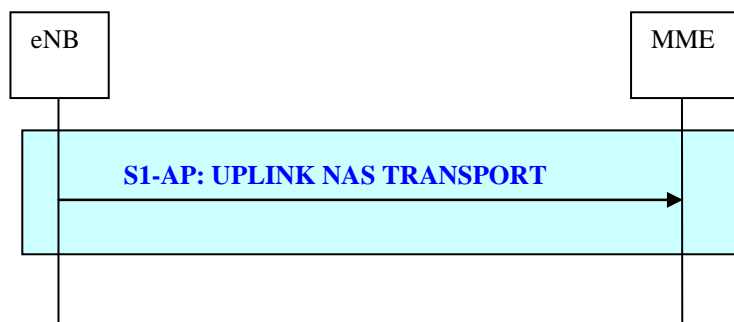 eNB
MME
S1-AP: UPLINK NAS TRANSPORT